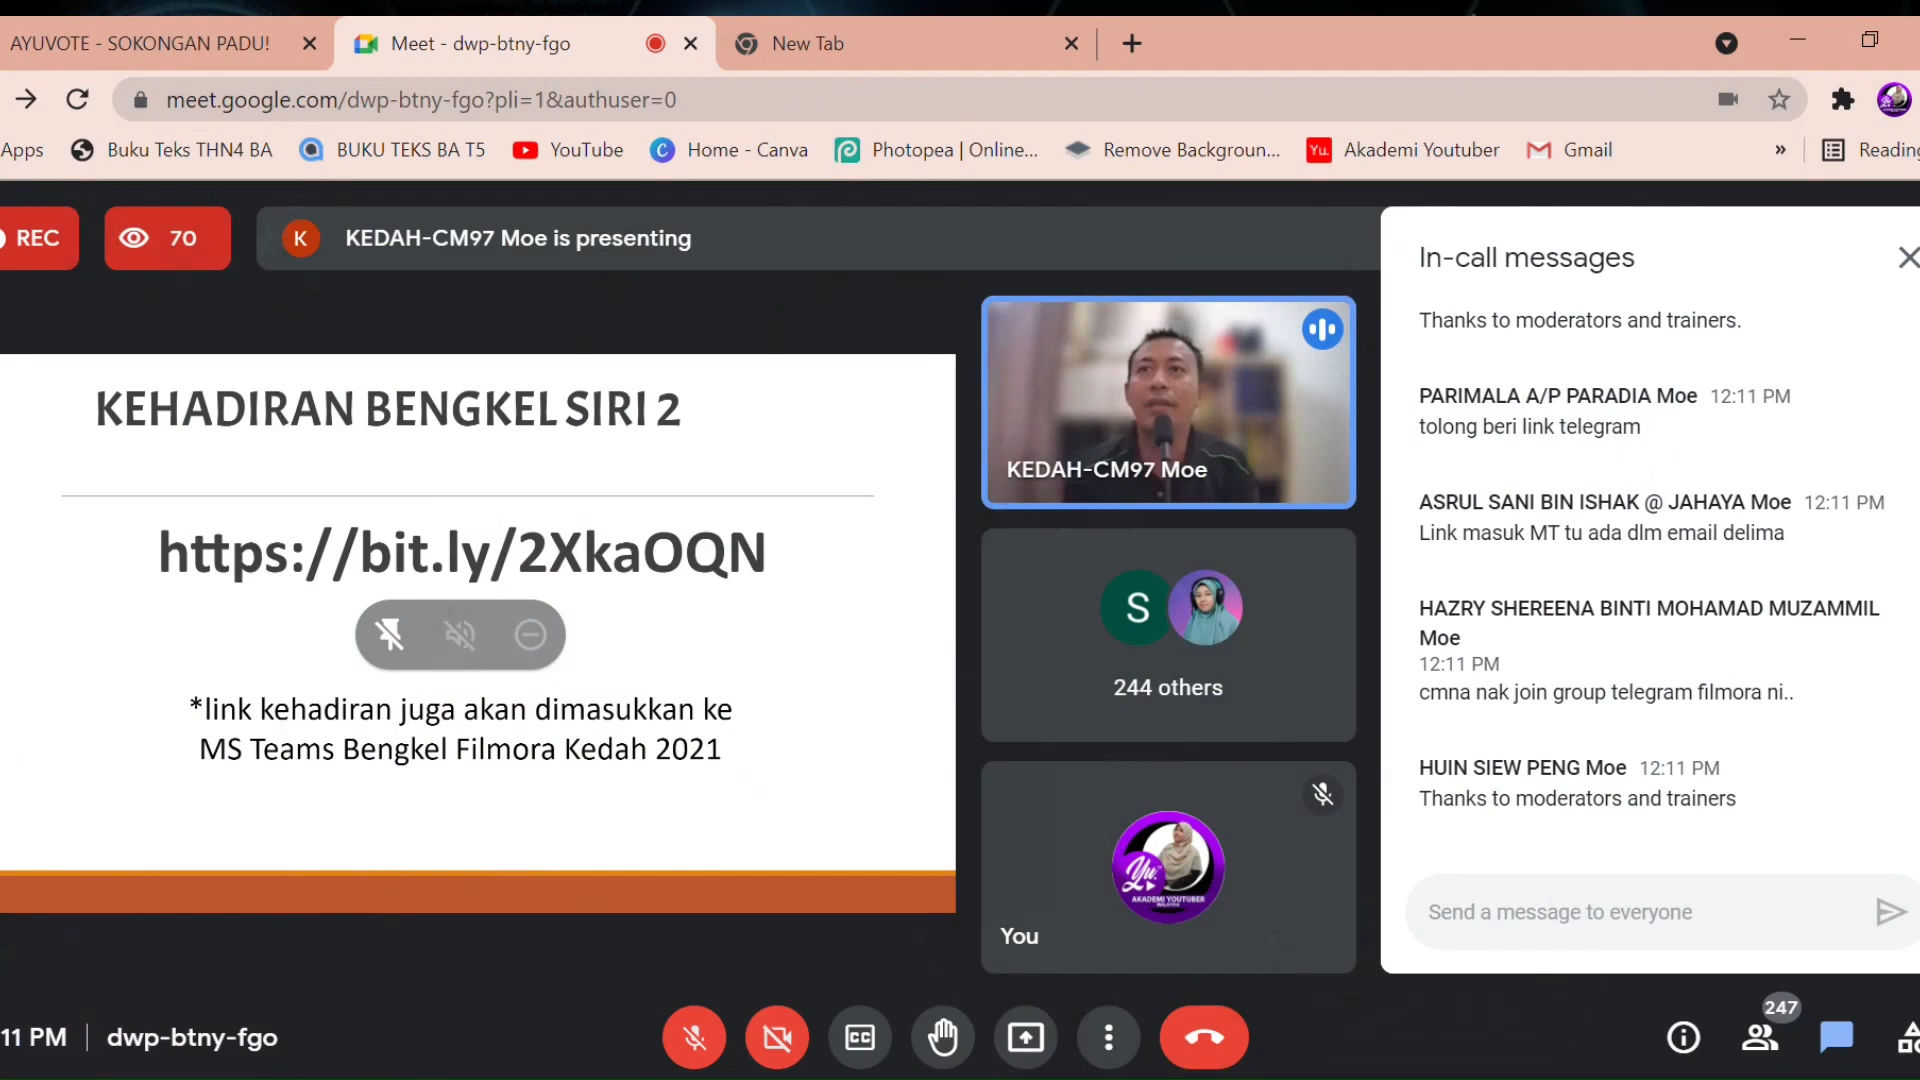 AYUVOTE - SOKONGAN PADU!
Meet - dwp-btny-fgo
New Tab
meet.google.com/dwp-btny-fgo?pli=1&authuser=0
Apps
Buku Teks THN4 BA
BUKU TEKS BA T5
YouTube
Home - Canva
Photopea | Online...
Remove Backgroun...
Yu.
Akademi Youtuber
Gmail
»
Reading
REC
70
K
KEDAH-CM97 Moe is presenting
KEHADIRAN BENGKEL SIRI 2
https://bit.ly/2XkaOQN
*link kehadiran juga akan dimasukkan ke
MS Teams Bengkel Filmora Kedah 2021
KEDAH-CM97 Moe
S
244 others
Yu.
AKADEMI YOUTUBER
MALAYSIA
You
In-call messages
Thanks to moderators and trainers.
PARIMALA A/P PARADIA Moe 12:11 PM
tolong beri link telegram
ASRUL SANI BIN ISHAK @ JAHAYA Moe 12:11 PM
Link masuk MT tu ada dlm email delima
HAZRY SHEREENA BINTI MOHAMAD MUZAMMIL
Moe
12:11 PM
cmna nak join group telegram filmora ni..
HUIN SIEW PENG Moe 12:11 PM
Thanks to moderators and trainers
Send a message to everyone
11 PM
dwp-btny-fgo
CC
247